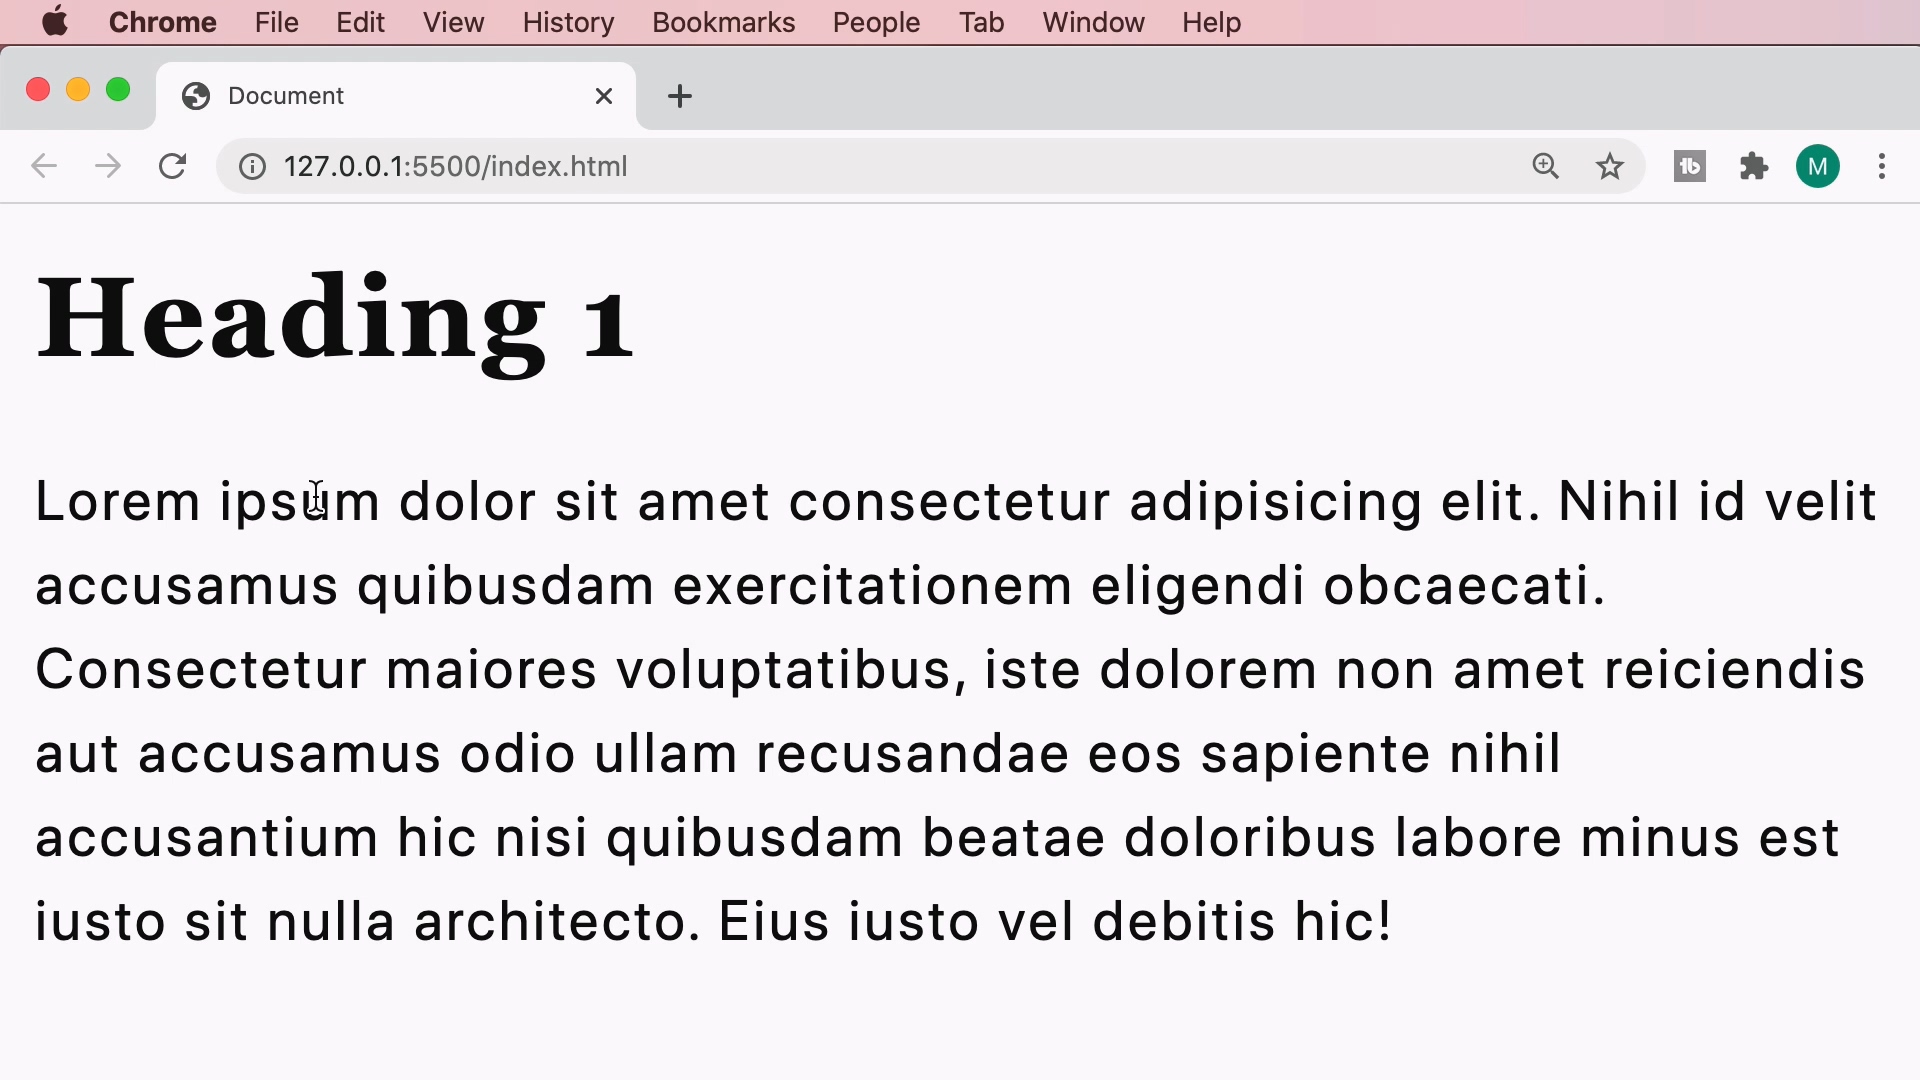 Chrome File Edit View History Bookmarks People Tab Window Help
Document
127.0.0.1:5500/index.html
M
Heading 1
Lorem ipsum dolor sit amet consectetur adipisicing elit. Nihil id velit
accusamus quibusdam exercitationem eligendi obcaecati.
Consectetur maiores voluptatibus, iste dolorem non amet reiciendis
aut accusamus odio ullam recusandae eos sapiente nihil
accusantium hic nisi quibusdam beatae doloribus labore minus est
iusto sit nulla architecto. Eius iusto vel debitis hic!